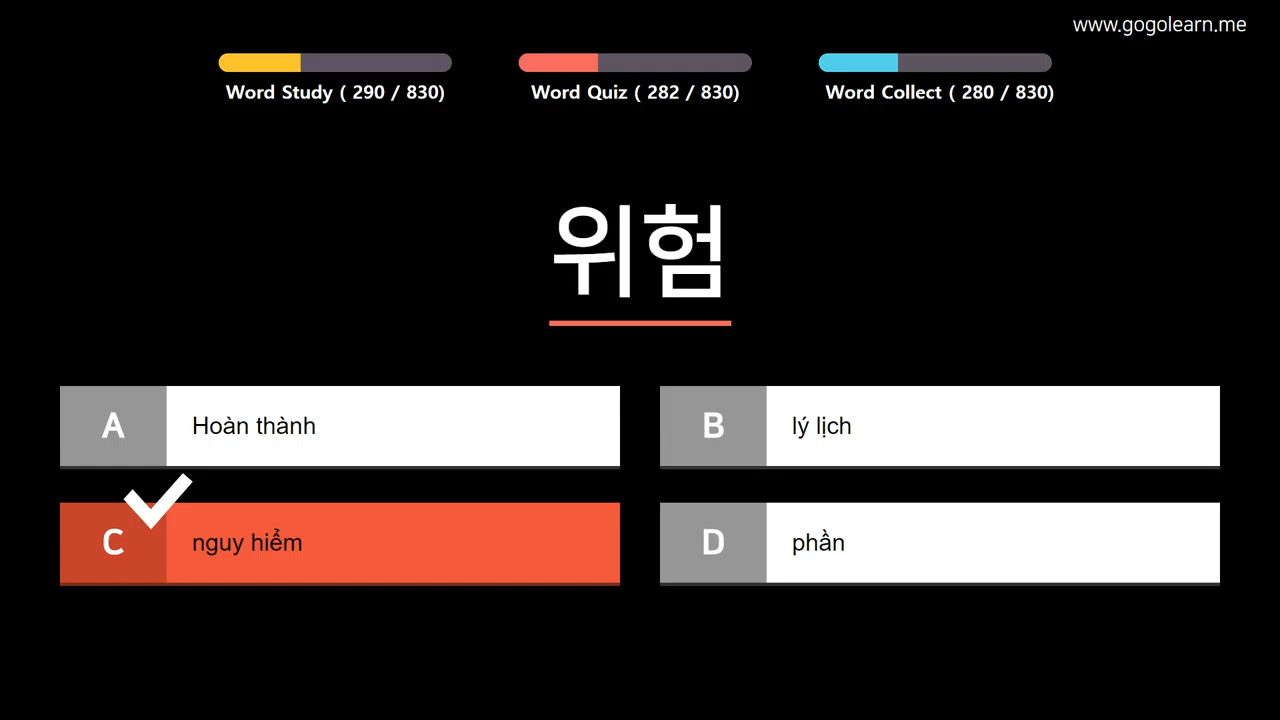 www.gogolearn.me
Word Study ( 290 / 830)
Word Quiz ( 282 / 830)
Word Collect ( 280 / 830)
위험
A Hoàn thành
B lý lịch
C nguy hiểm
D phần